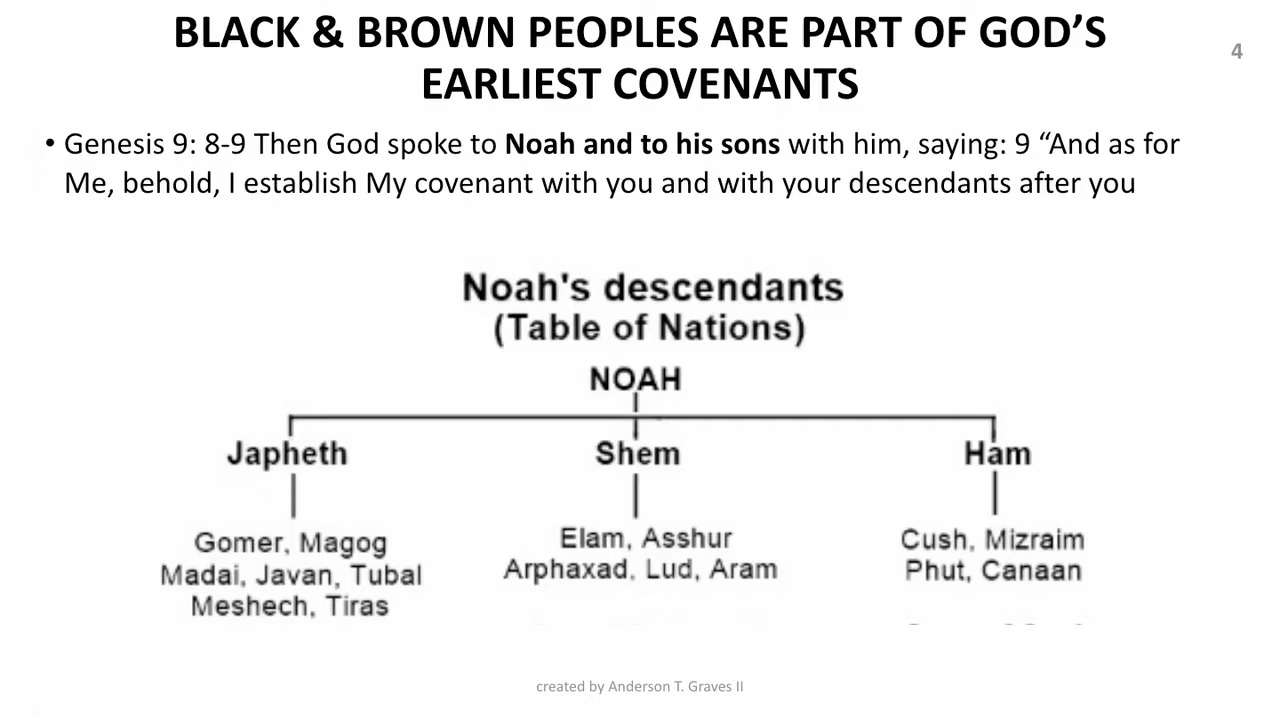 BLACK & BROWN PEOPLES ARE PART OF GOD’S
EARLIEST COVENANTS
4
• Genesis 9: 8-9 Then God spoke to Noah and to his sons with him, saying: 9 “And as for
Me, behold, I establish My covenant with you and with your descendants after you
Noah's descendants
(Table of Nations)
NOAH
Japheth Shem Ham
Gomer, Magog
Madai, Javan, Tubal
Meshech, Tiras
Elam, Asshur
Arphaxad, Lud, Aram
Cush, Mizraim
Phut, Canaan
created by Anderson T. Graves II